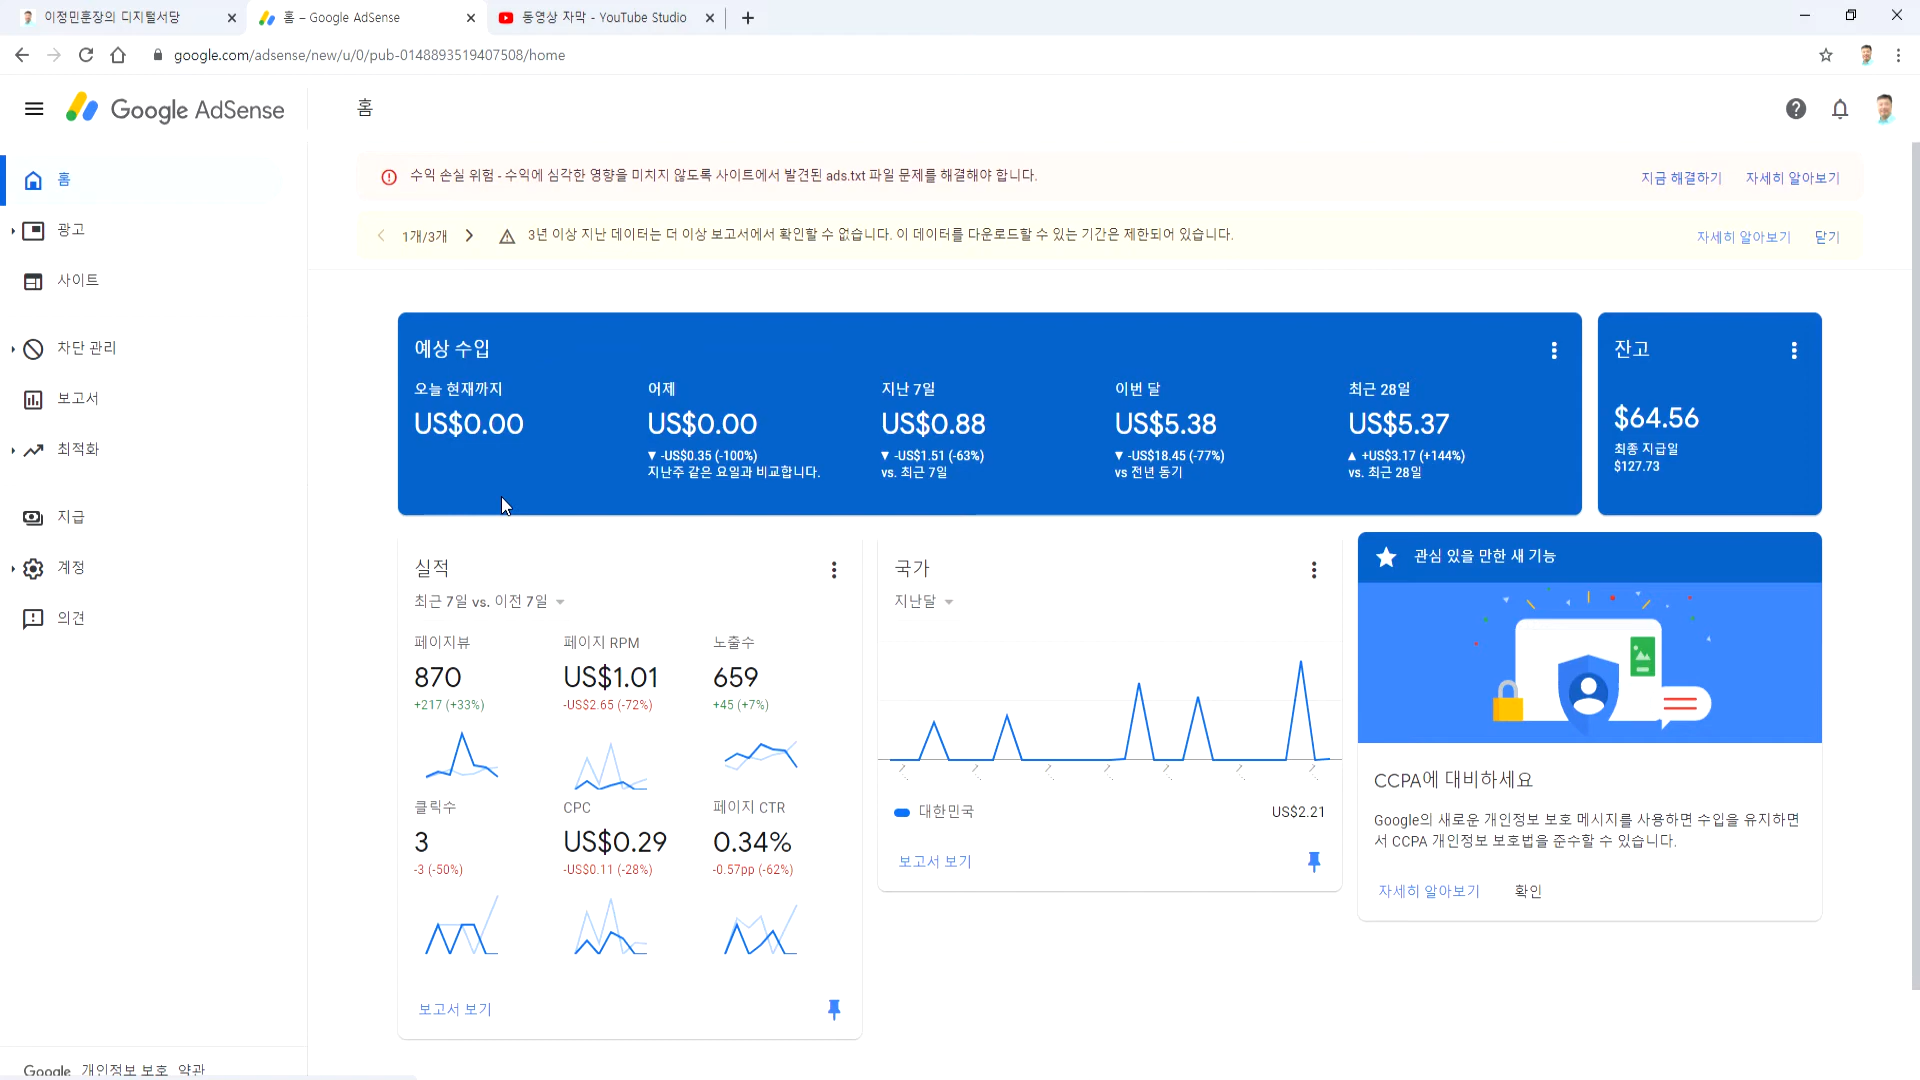 이정민훈장의 디지털서당
홈 – Google AdSense
동영상 자막 - YouTube Studio
google.com/adsense/new/u/0/pub-0148893519407508/home
Google AdSense
홈
홈
광고
사이트
차단 관리
보고서
최적화
지급
계정
의견
수익 손실 위험 - 수익에 심각한 영향을 미치지 않도록 사이트에서 발견된 ads.txt 파일 문제를 해결해야 합니다.
지금 해결하기
자세히 알아보기
1개/3개
3년 이상 지난 데이터는 더 이상 보고서에서 확인할 수 없습니다. 이 데이터를 다운로드할 수 있는 기간은 제한되어 있습니다.
자세히 알아보기
닫기
예상 수입
오늘 현재까지
US$0.00
어제
US$0.00
▼ -US$0.35 (-100%)
지난주 같은 요일과 비교합니다.
지난 7일
US$0.88
▼ -US$1.51 (-63%)
vs. 최근 7일
이번 달
US$5.38
▼ -US$18.45 (-77%)
vs 전년 동기
최근 28일
US$5.37
▲ +US$3.17 (+144%)
vs. 최근 28일
잔고
$64.56
최종 지급일
$127.73
실적
최근 7일 vs. 이전 7일
페이지뷰
870
+217 (+33%)
페이지 RPM
US$1.01
-US$2.65 (-72%)
노출수
659
+45 (+7%)
클릭수
3
-3 (-50%)
CPC
US$0.29
-US$0.11 (-28%)
페이지 CTR
0.34%
-0.57pp (-62%)
보고서 보기
국가
지난달
대한민국
US$2.21
보고서 보기
관심 있을 만한 새 기능
CCPA에 대비하세요
Google의 새로운 개인정보 보호 메시지를 사용하면 수입을 유지하면
서 CCPA 개인정보 보호법을 준수할 수 있습니다.
자세히 알아보기
확인
Google 개인정보 보호 약관